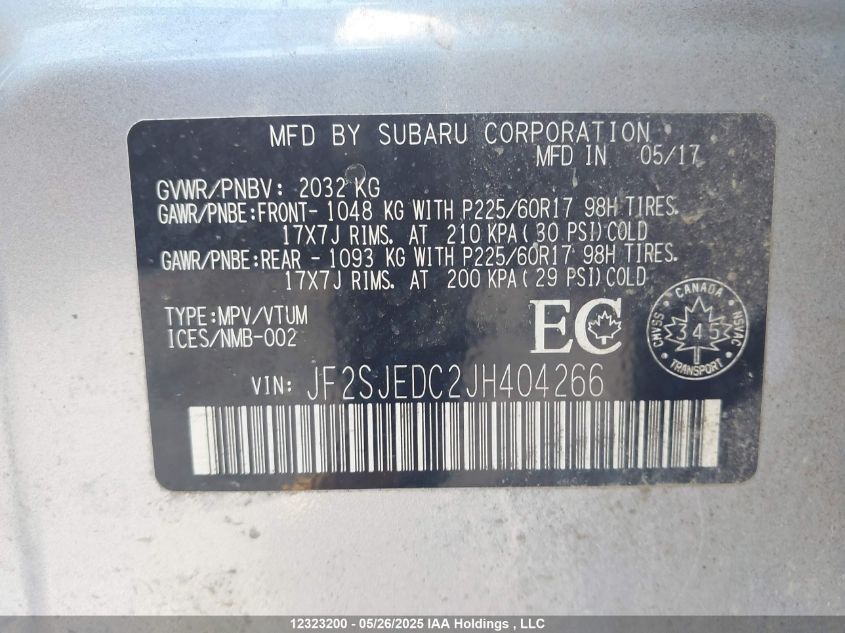 MFD BY SUBARU CORPORATION
MFD IN 05/17
GVWR/PNBV: 2032 KG
GAWR/PNBE:FRONT- 1048 KG WITH P225/60R17 98H TIRES.
17X7J RIMS. AT 210 KPA(30 PSI)COLD
GAWR/PNBE:REAR - 1093 KG WITH P225/60R17 98H TIRES.
17X7J RIMS. AT 200 KPA(29 PSI)COLD
TYPE:MPV/VTUM
ICES/NMB-002
EC
CANADA
CMVSS 345 NSVAC
TRANSPORT
VIN: JF2SJEDC2JH404266
12323200 - 05/26/2025 IAA Holdings , LLC